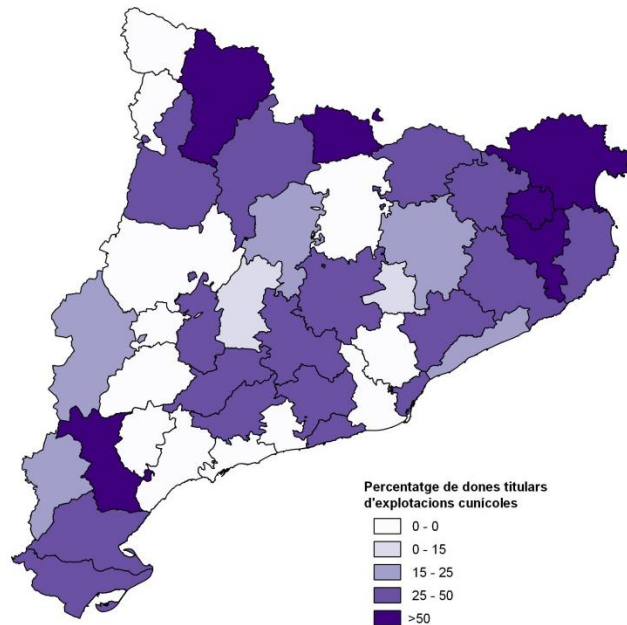 Percentatge de dones titulars
d'explotacions cunícoles
0 - 0
0 - 15
15 - 25
25 - 50
>50